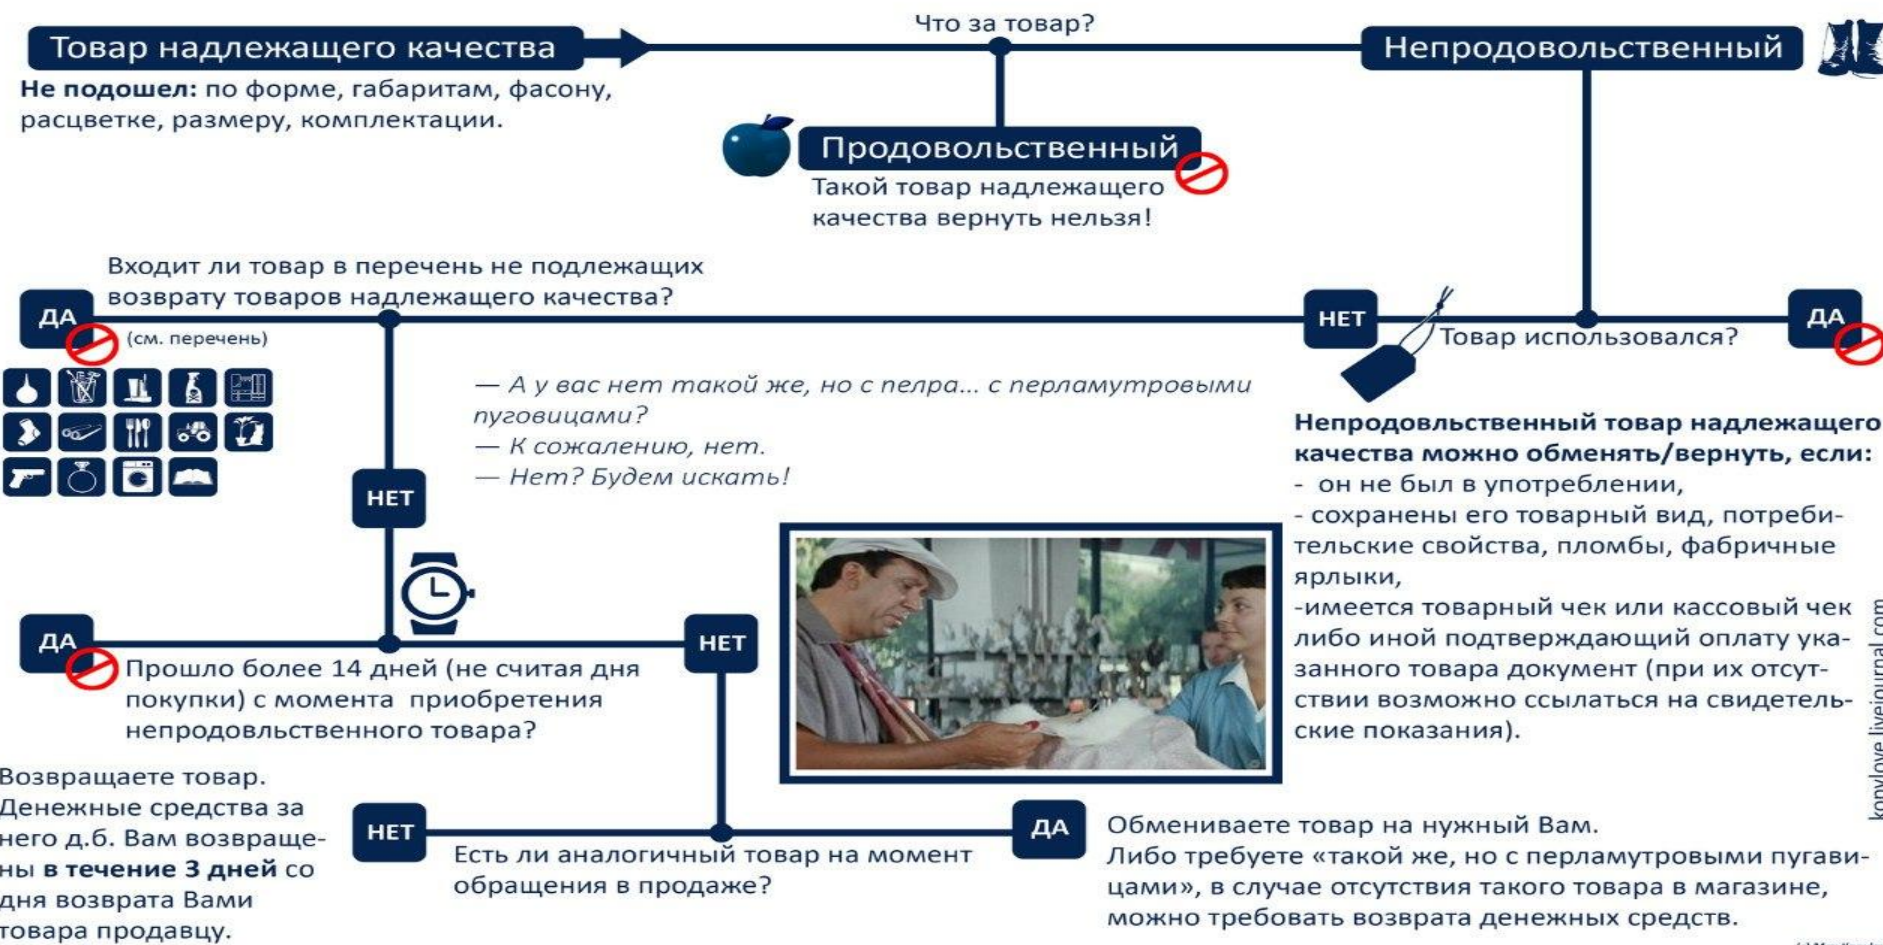 Что за товар?
Товар надлежащего качества
Непродовольственный
Не подошел: по форме, габаритам, фасону,
расцветке, размеру, комплектации.
Продовольственный
Такой товар надлежащего
качества вернуть нельзя!
Входит ли товар в перечень не подлежащих
возврату товаров надлежащего качества?
ДА
(см. перечень)
НЕТ
Товар использовался?
ДА
— А у вас нет такой же, но с пелра... с перламутровыми
пуговицами?
— К сожалению, нет.
— Нет? Будем искать!
НЕТ
Непродовльственный товар надлежащего
качества можно обменять/вернуть, если:
- он не был в употреблении,
- сохранены его товарный вид, потреби-
тельские свойства, пломбы, фабричные
ярлыки,
-имеется товарный чек или кассовый чек
либо иной подтверждающий оплату ука-
занного товара документ (при их отсут-
ствии возможно ссылаться на свидетель-
ские показания).
ДА
НЕТ
Прошло более 14 дней (не считая дня
покупки) с момента приобретения
непродовльственного товара?
Возвращаете товар.
Денежные средства за
него д.б. Вам возвраще-
ны в течение 3 дней со
дня возврата Вами
товара продавцу.
НЕТ
Есть ли аналогичный товар на момент
обращения в продаже?
ДА
Обмениваете товар на нужный Вам.
Либо требуете «такой же, но с перламутровыми пугави-
цами», в случае отсутствия такого товара в магазине,
можно требовать возврата денежных средств.
kopylove.livejournal.com